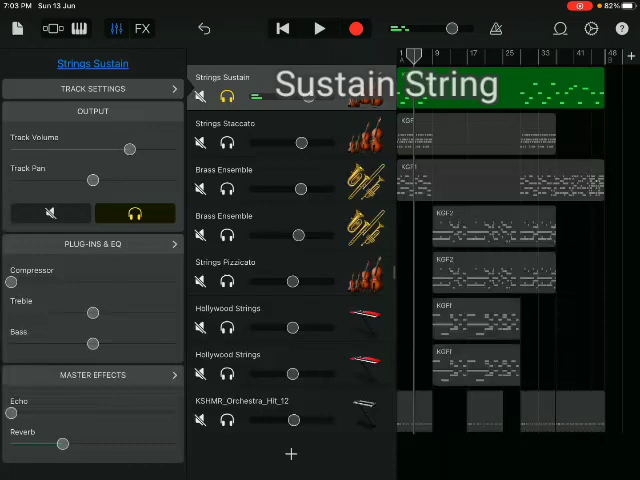 7:03 PM Sun 13 Jun
82%
FX
?
Strings Sustain
TRACK SETTINGS
OUTPUT
Track Volume
Track Pan
PLUG-INS & EQ
Compressor
Treble
Bass
MASTER EFFECTS
Echo
Reverb
Strings Sustain
Sustain String
Strings Staccato
Brass Ensemble
Brass Ensemble
Strings Pizzicato
Hollywood Strings
Hollywood Strings
KSHMR_Orchestra_Hit_12
+
1 9 17 25 33 41 48
A B
+
KGF
KGF1
KGF2
KGF2
KGF
KGF